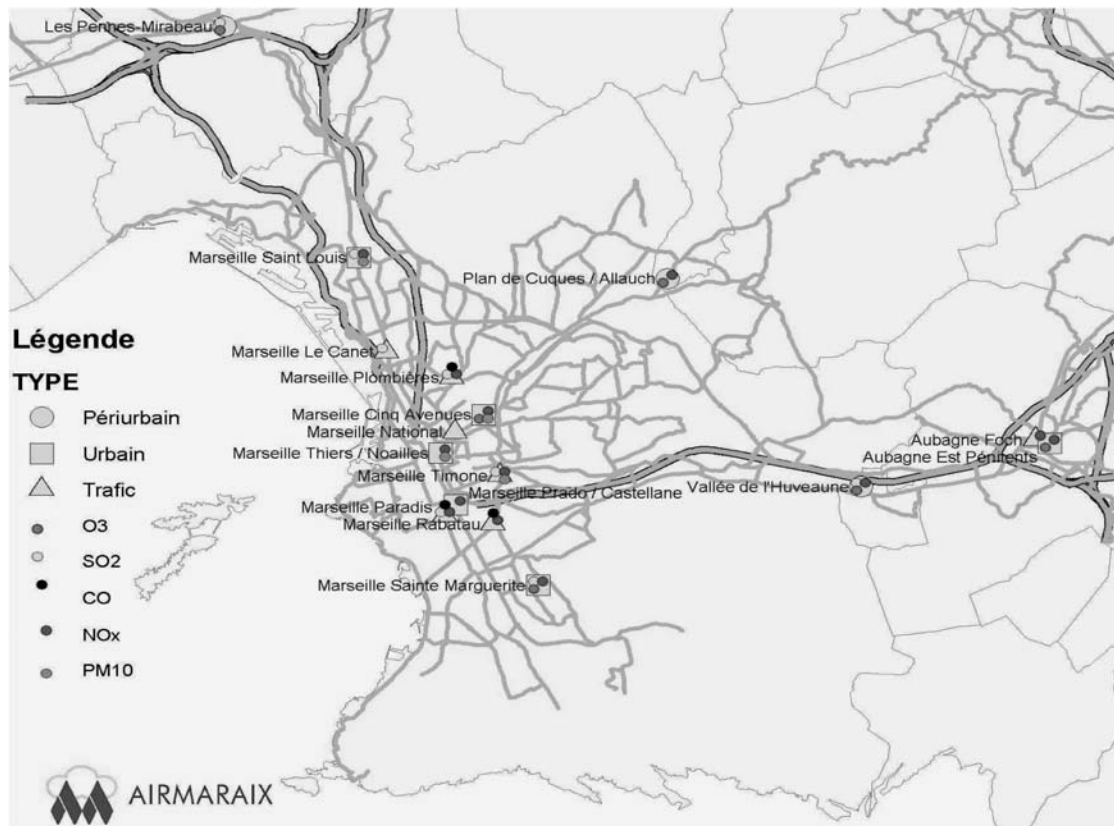 Les Pennes-Mirabeau
Marseille Saint Louis
Plan de Cuques / Allauch
Légende
Marseille Le Canet
TYPE
Marseille Plombières
Périurbain
Marseille Cinq Avenues
Marseille National
Aubagne Foch
Urbain
Marseille Thiers / Noailles
Aubagne Est Pénitents
Marseille Timone
Trafic
Marseille Prado / Castellane
Vallée de l'Huveaune
Marseille Paradis
O3
Marseille Rabatau
SO2
Marseille Sainte Marguerite
CO
NOx
PM10
AIRMARAIX